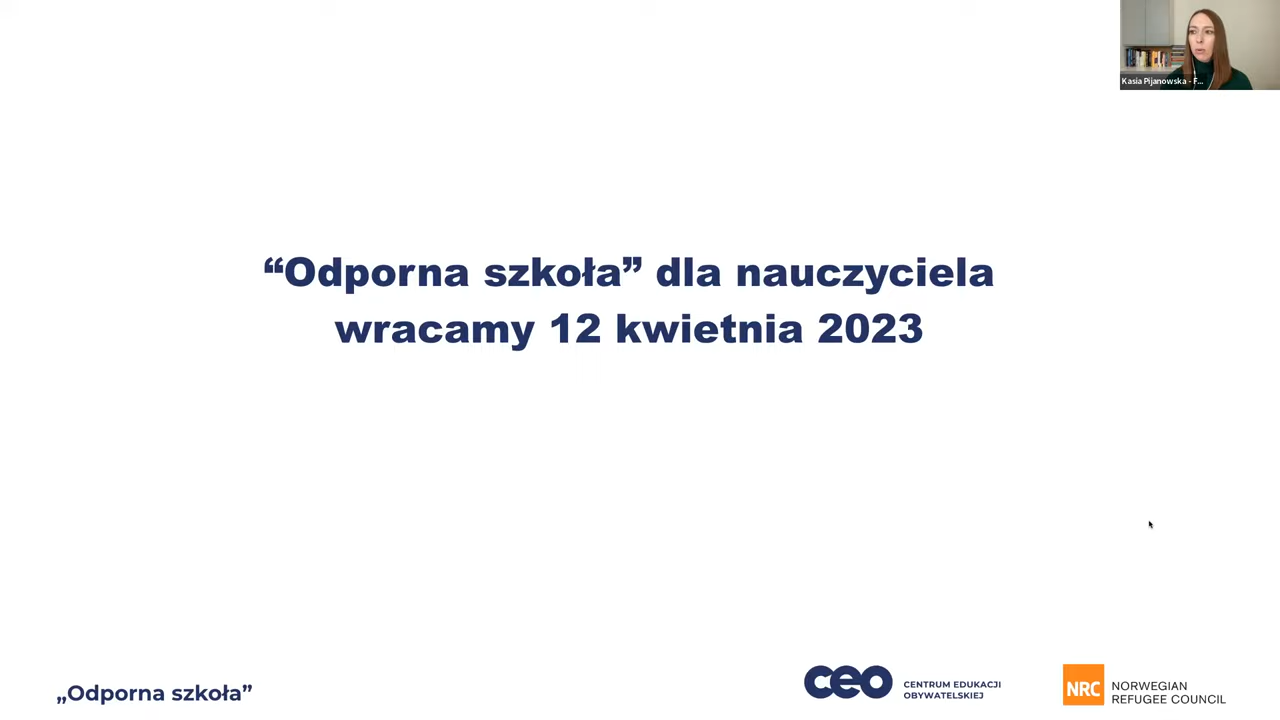 Kasia Pijanowska - F...
“Odporna szkoła” dla nauczyciela
wracamy 12 kwietnia 2023
„Odporna szkoła”
ceo
CENTRUM EDUKACJI
OBYWATELSKIEJ
NRC
NORWEGIAN
REFUGEE COUNCIL